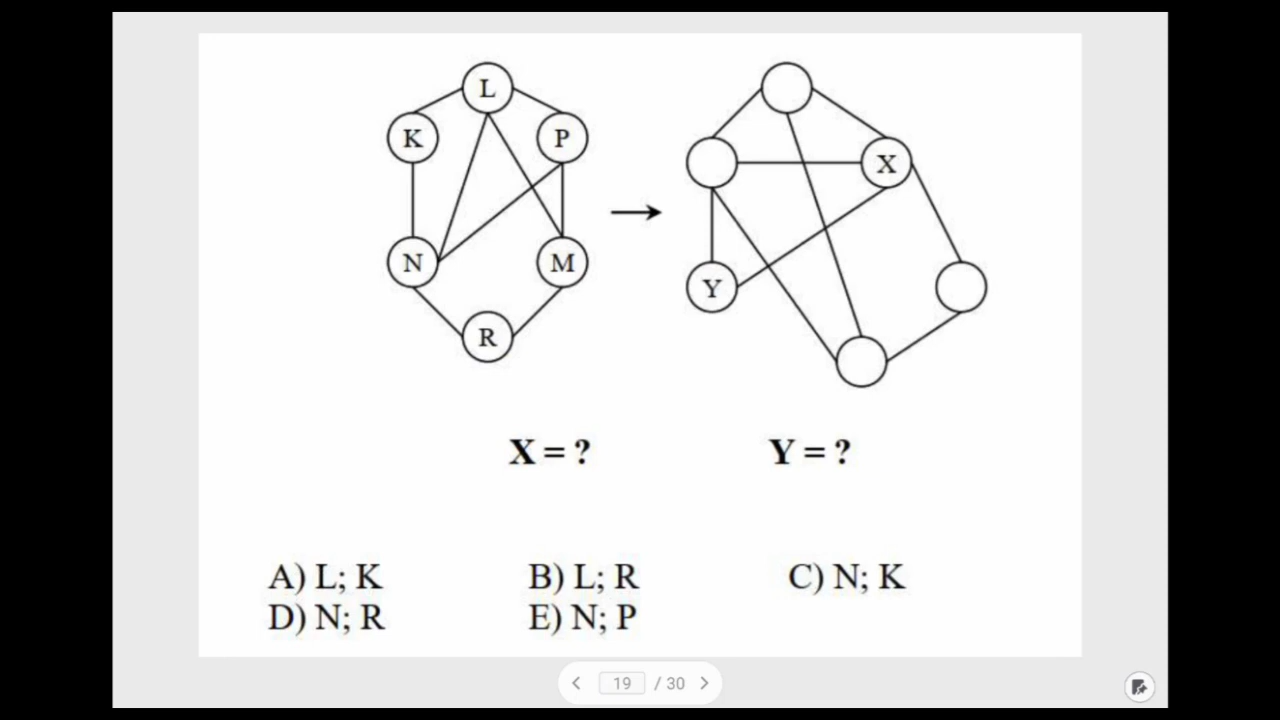 L
K P
X
N M
Y
R
X = ? Y = ?
A) L; K B) L; R C) N; K
D) N; R E) N; P
19 / 30